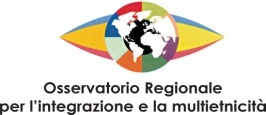 Osservatorio Regionale
per l'integrazione e la multietnicità